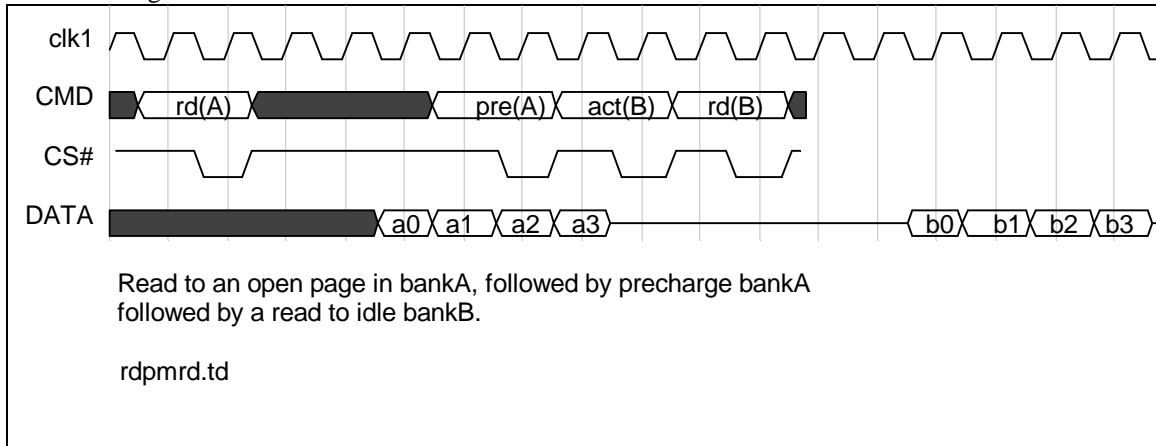 clk1
CMD rd(A) pre(A) act(B) rd(B)
CS#
DATA a0 a1 a2 a3 b0 b1 b2 b3
Read to an open page in bankA, followed by precharge bankA
followed by a read to idle bankB.
rdpmrd.td